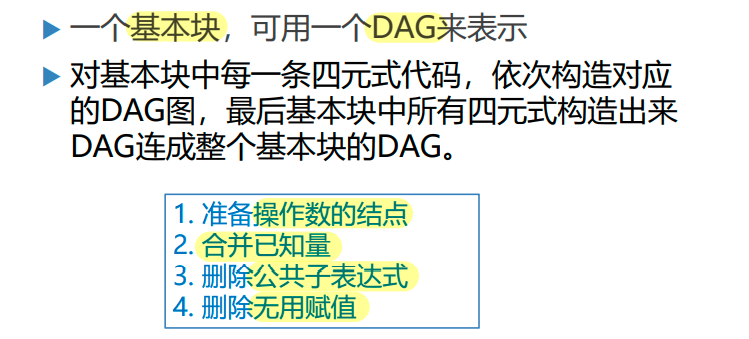 一个基本块，可用一个DAG来表示
对基本块中每一条四元式代码，依次构造对应
的DAG图，最后基本块中所有四元式构造出来
DAG连成整个基本块的DAG。
1. 准备操作数的结点
2. 合并已知量
3. 删除公共子表达式
4. 删除无用赋值